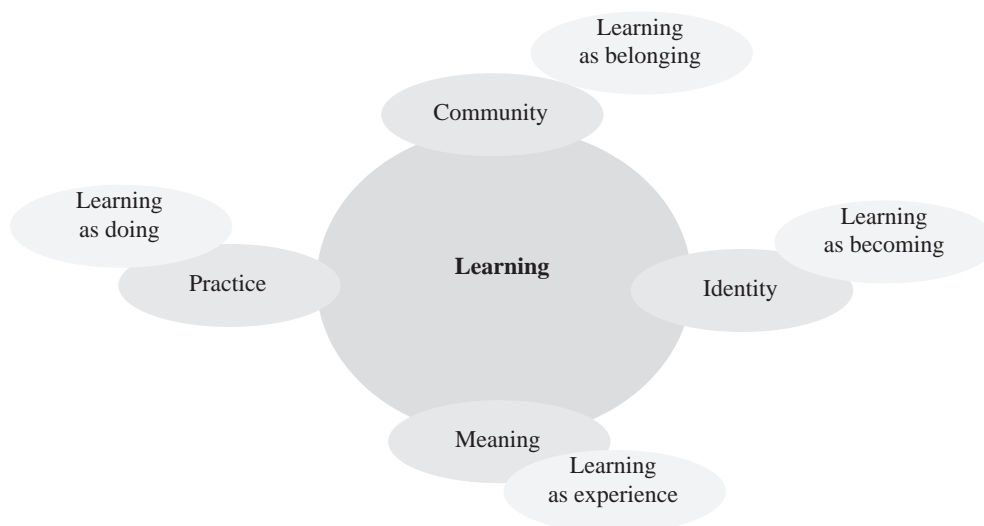 Learning
as belonging
Community
Learning
as doing
Learning
as becoming
Learning
Practice
Identity
Meaning
Learning
as experience